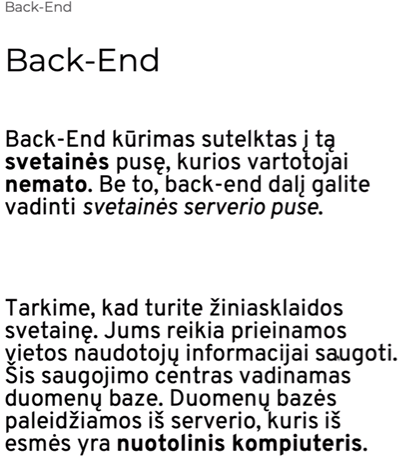 Back-End
Back-End
Back-End kūrimas sutelktas į tą
svetainės pusę, kurios vartotojai
nemato. Be to, back-end dalį galite
vadinti svetainės serverio puse.
Tarkime, kad turite žiniasklaidos
svetainę. Jums reikia prieinamos
vietos naudotojų informacijai saugoti.
Šis saugojimo centras vadinamas
duomenų baze. Duomenų bazės
paleidžiamos iš serverio, kuris iš
esmės yra nuotolinis kompiuteris.